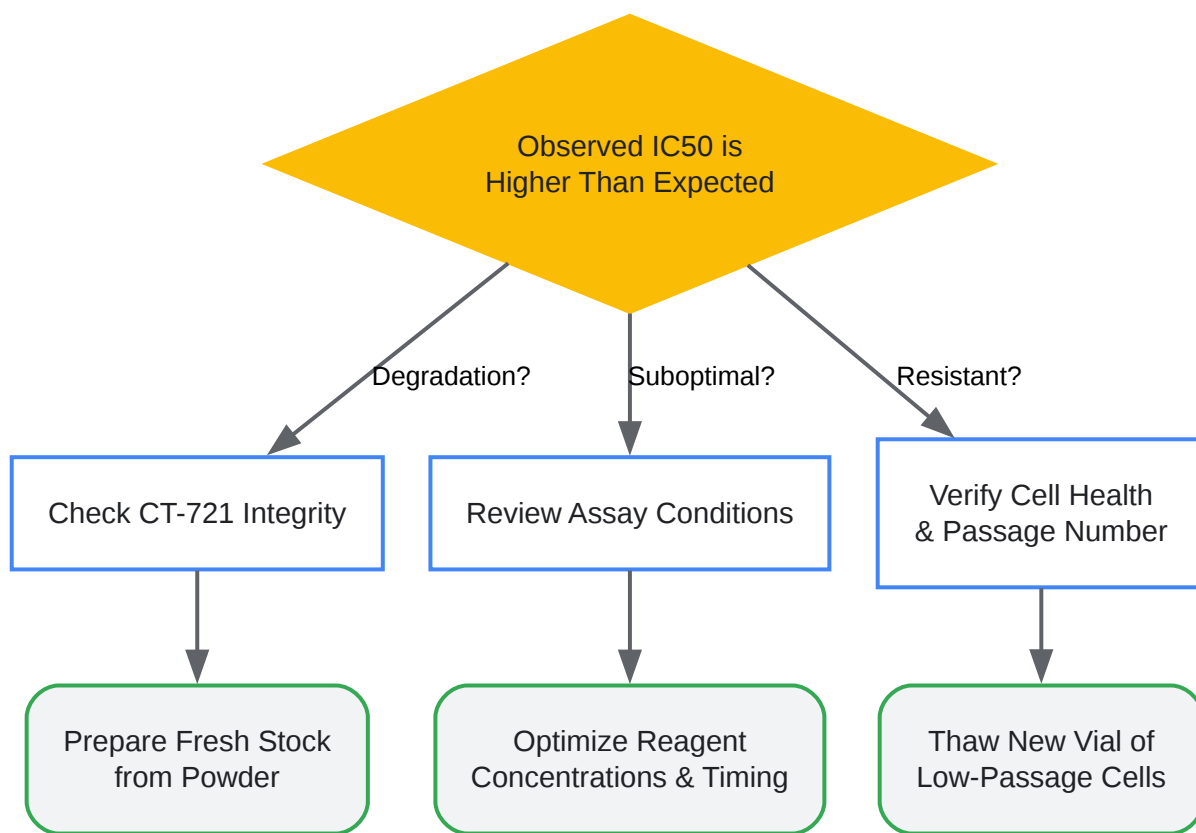 Observed IC50 is
Higher Than Expected
Degradation?
Suboptimal?
Resistant?
Check CT-721 Integrity
Review Assay Conditions
Verify Cell Health
& Passage Number
Prepare Fresh Stock
from Powder
Optimize Reagent
Concentrations & Timing
Thaw New Vial of
Low-Passage Cells